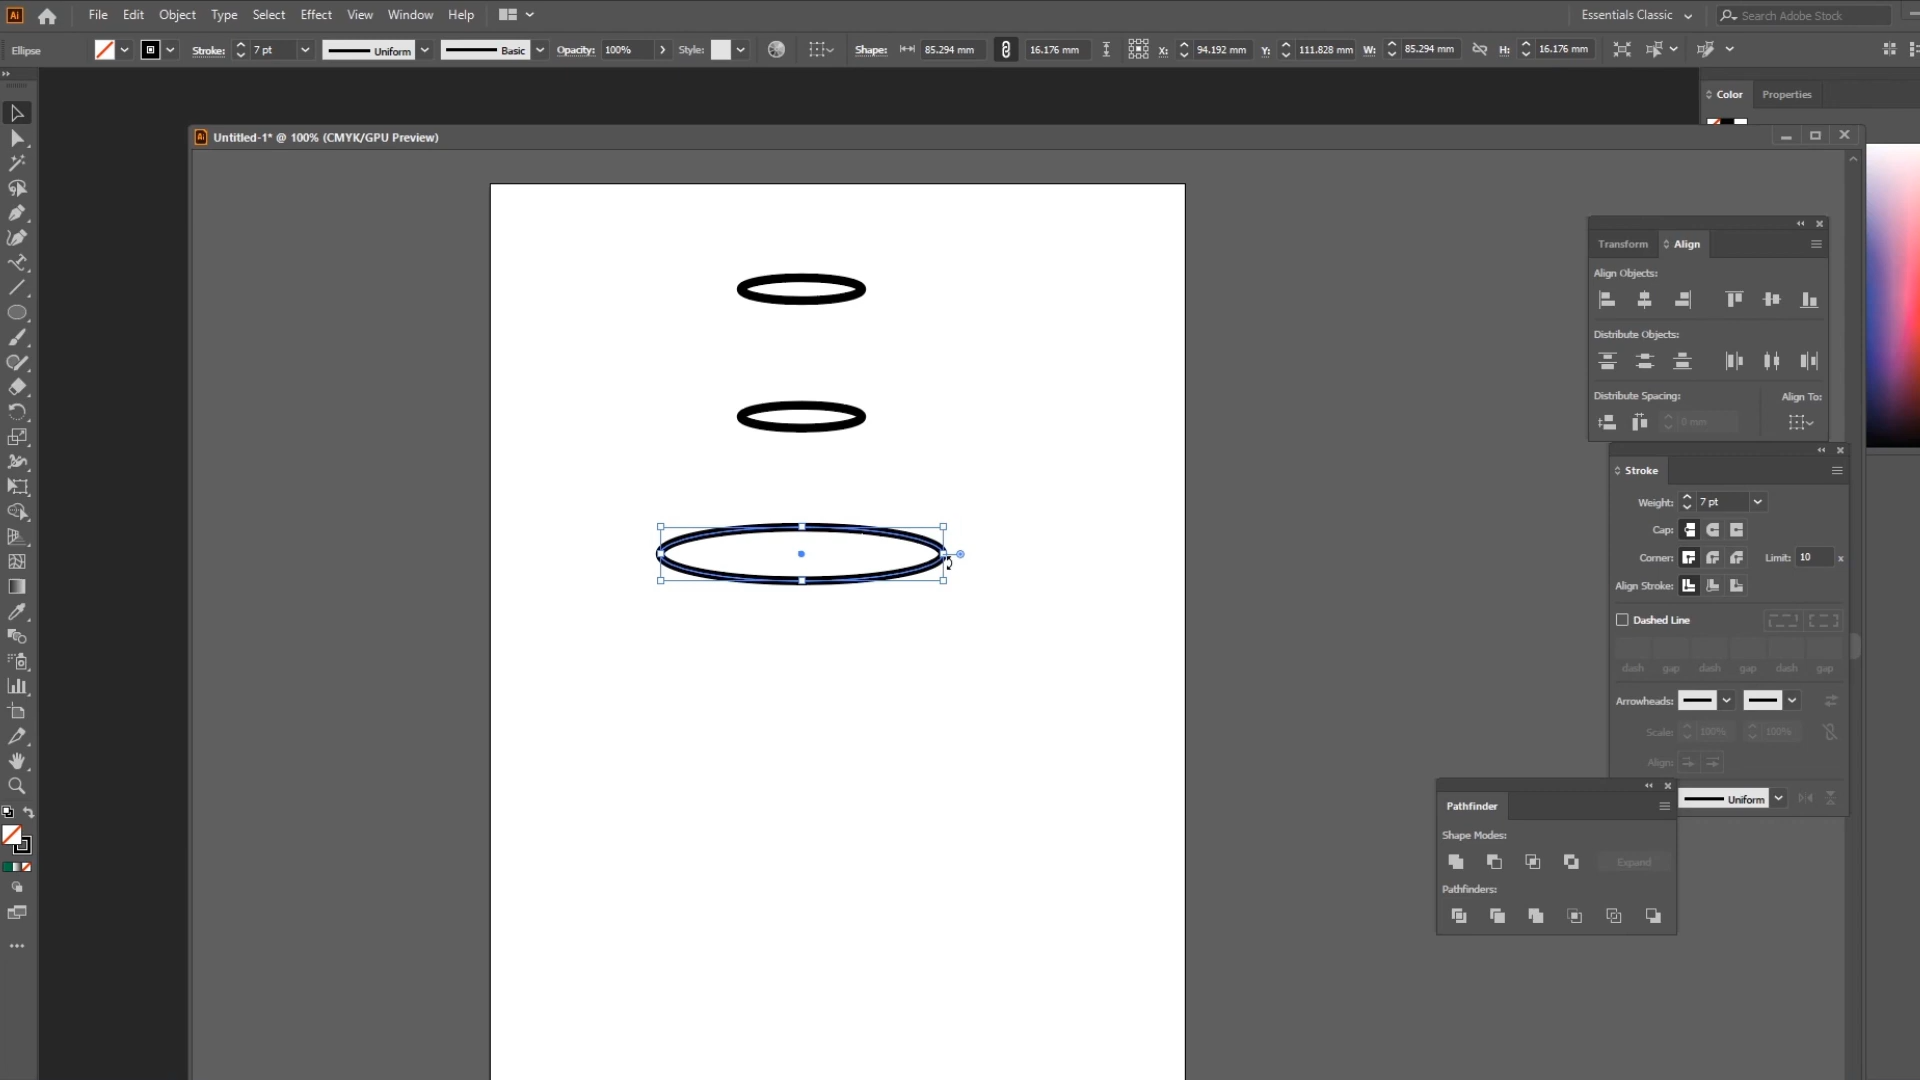 Ai File Edit Object Type Select Effect View Window Help Essentials Classic Search Adobe Stock
Ellipse Stroke: 7 pt Uniform Basic Opacity: 100% Style: Shape: 85.294 mm 16.176 mm X: 94.192 mm Y: 111.828 mm W: 85.294 mm H: 16.176 mm
Color Properties
Ai Untitled-1* @ 100% (CMYK/GPU Preview)
Transform Align
Align Objects:
Distribute Objects:
Distribute Spacing: Align To:
0 mm
Stroke
Weight: 7 pt
Cap:
Corner: Limit: 10 x
Align Stroke:
Dashed Line
dash gap dash gap dash gap
Arrowheads:
Scale: 100% 100%
Align:
Uniform
Pathfinder
Shape Modes:
Expand
Pathfinders: